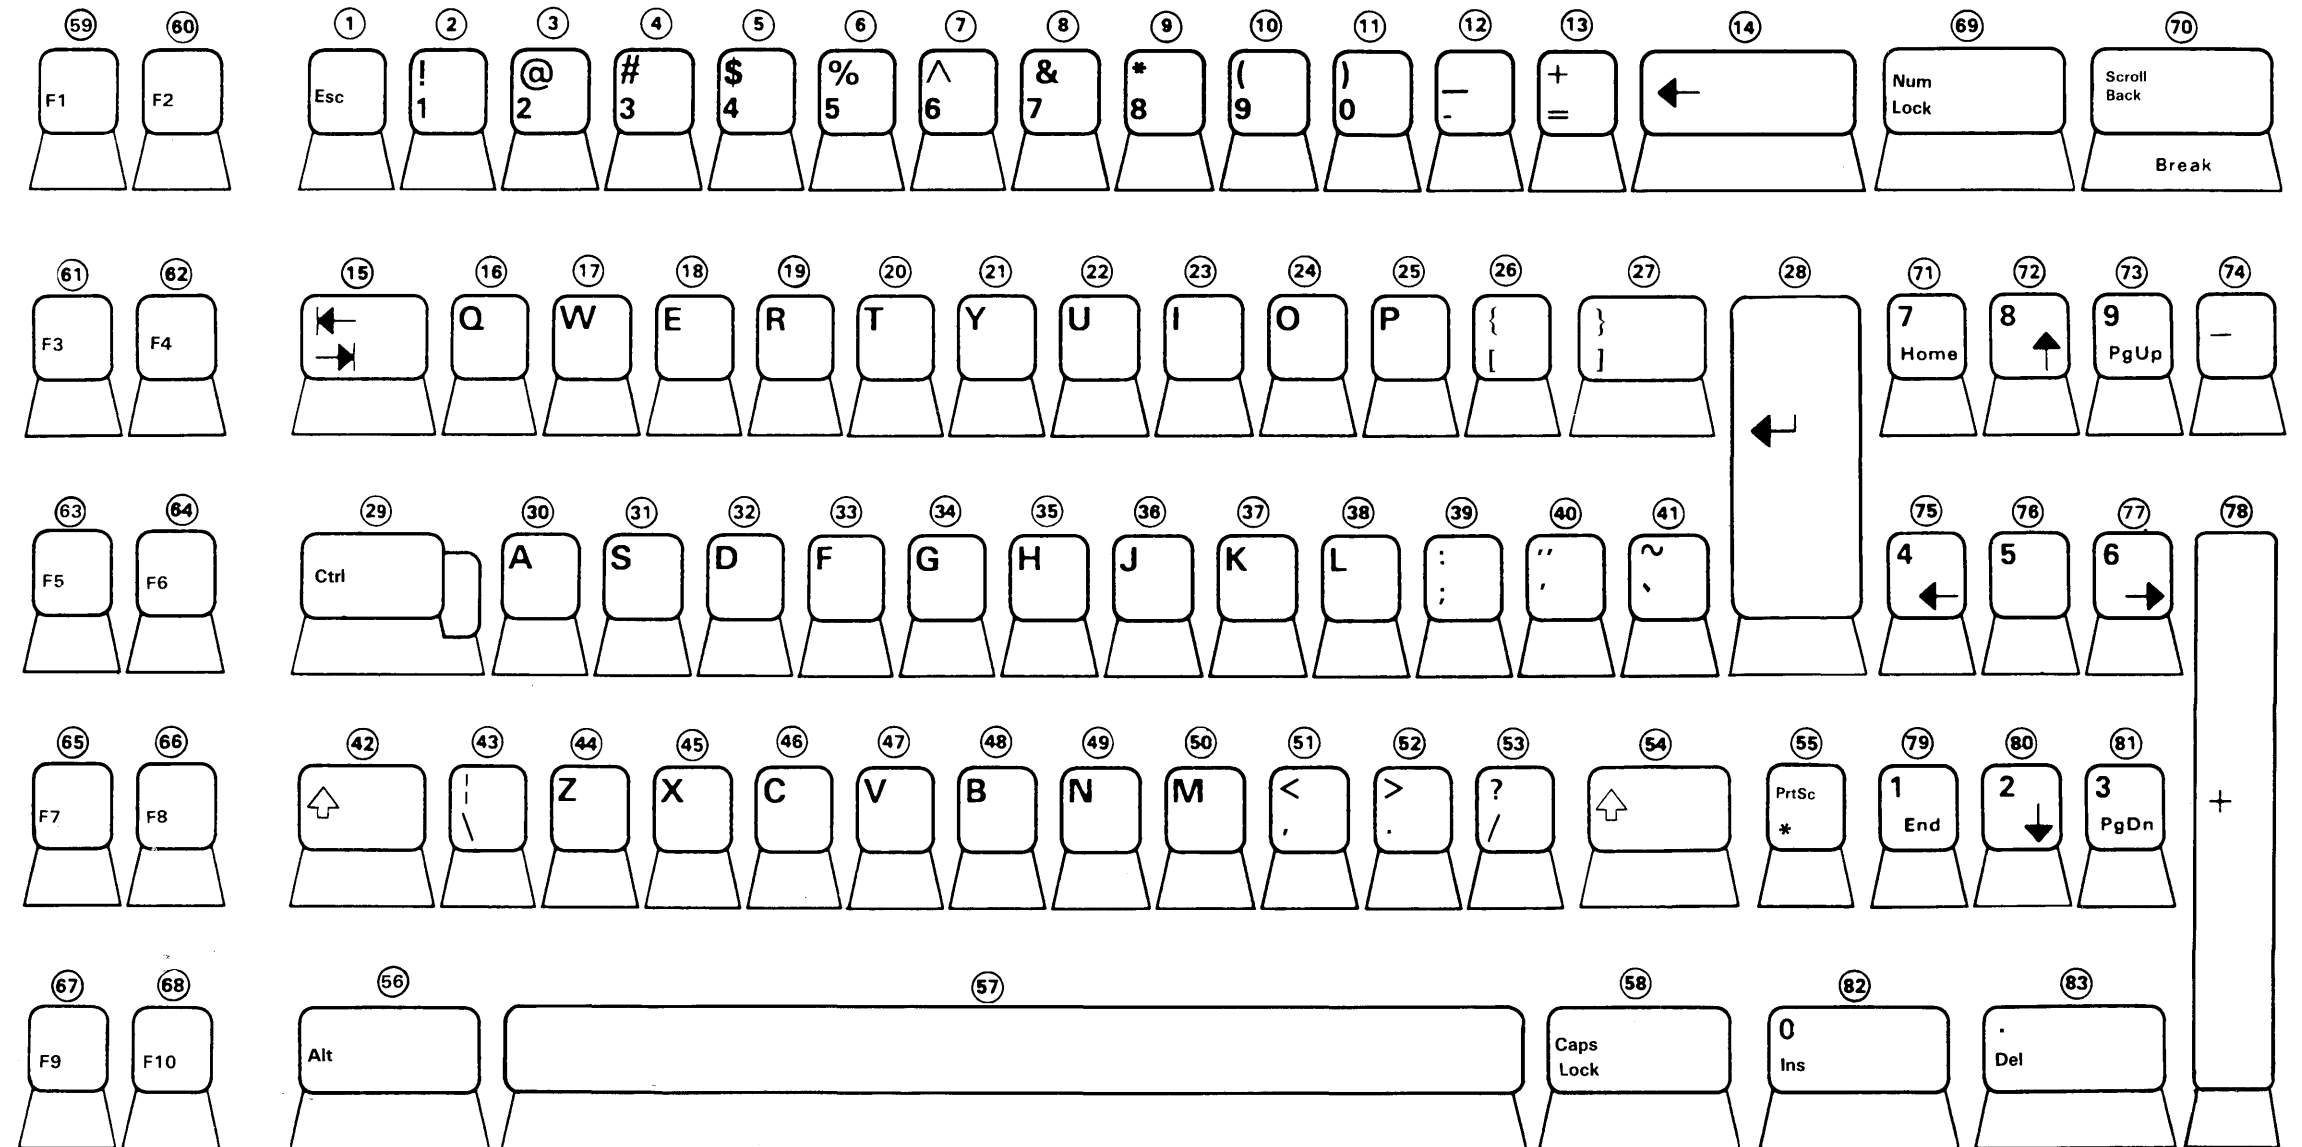 59 60 1 2 3 4 5 6 7 8 9 10 11 12 13 14 69 70
F1 F2 Esc ! 1 @ 2 # 3 $ 4 % 5 ^ 6 & 7 * 8 ( 9 ) 0 _ - + = ← Num Lock Scroll Back
Break
61 62 15 16 17 18 19 20 21 22 23 24 25 26 27 28 71 72 73 74
F3 F4 Q W E R T Y U I O P { [ } ] 7 Home 8 9 PgUp −
63 64 29 30 31 32 33 34 35 36 37 38 39 40 41 75 76 77 78
F5 F6 Ctrl A S D F G H J K L : ; " ' ~ ` 4 5 6 +
65 66 42 43 44 45 46 47 48 49 50 51 52 53 54 55 79 80 81
F7 F8 ¦ \ Z X C V B N M < , > . ? / PrtSc * 1 End 2 3 PgDn
67 68 56 57 58 82 83
F9 F10 Alt Caps Lock 0 Ins . Del